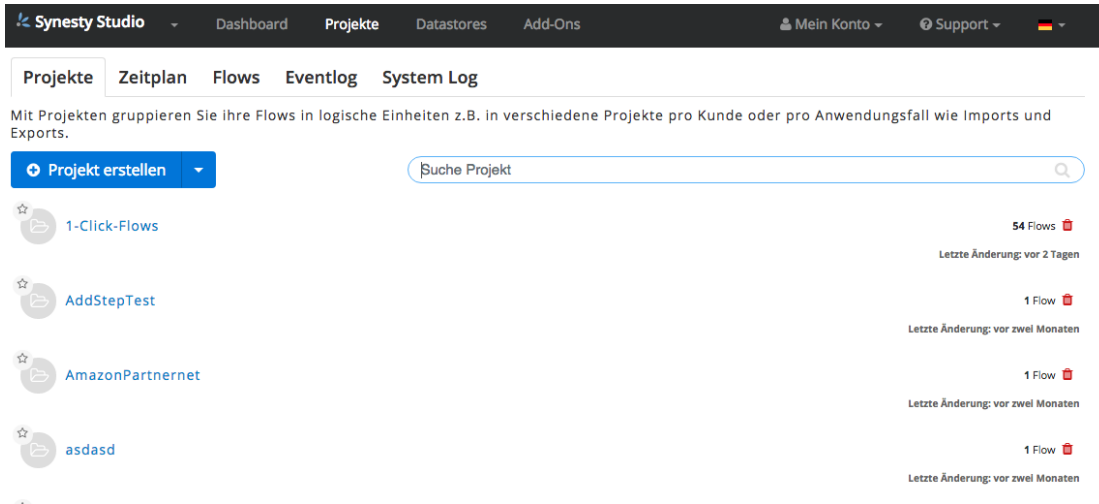 Synesty Studio Dashboard Projekte Datastores Add-Ons Mein Konto Support
Projekte Zeitplan Flows Eventlog System Log
Mit Projekten gruppieren Sie ihre Flows in logische Einheiten z.B. in verschiedene Projekte pro Kunde oder pro Anwendungsfall wie Imports und
Exports.
Projekt erstellen Suche Projekt
1-Click-Flows 54 Flows
Letzte Änderung: vor 2 Tagen
AddStepTest 1 Flow
Letzte Änderung: vor zwei Monaten
AmazonPartnernet 1 Flow
Letzte Änderung: vor zwei Monaten
asdasd 1 Flow
Letzte Änderung: vor zwei Monaten